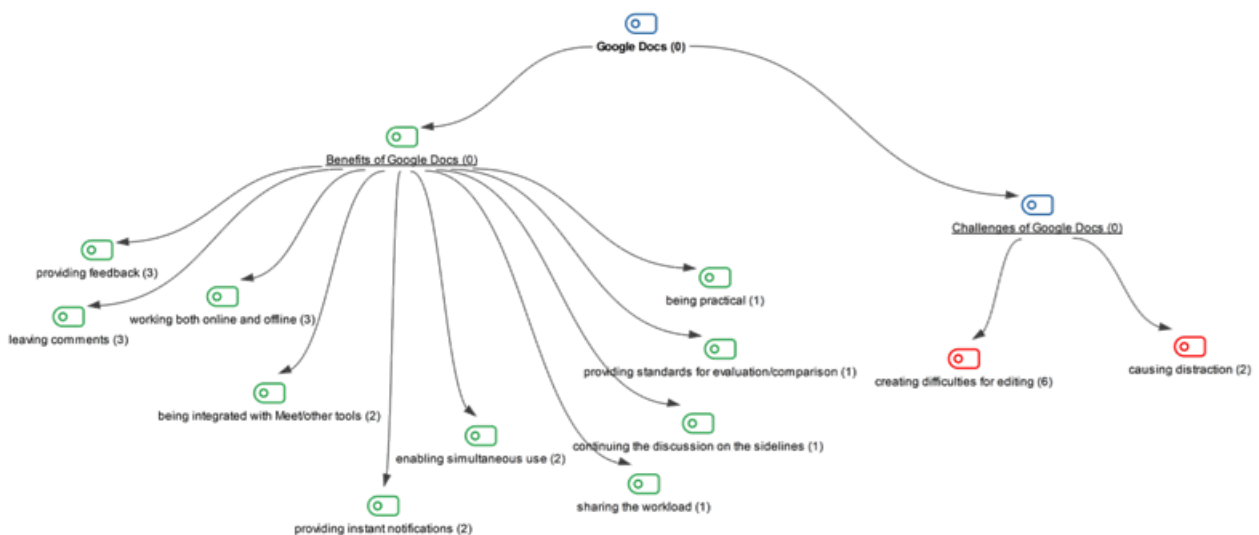 Google Docs (0)
Benefits of Google Docs (0)
Challenges of Google Docs (0)
providing feedback (3)
leaving comments (3)
working both online and offline (3)
being integrated with Meet/other tools (2)
providing instant notifications (2)
enabling simultaneous use (2)
sharing the workload (1)
continuing the discussion on the sidelines (1)
providing standards for evaluation/comparison (1)
being practical (1)
creating difficulties for editing (6)
causing distraction (2)